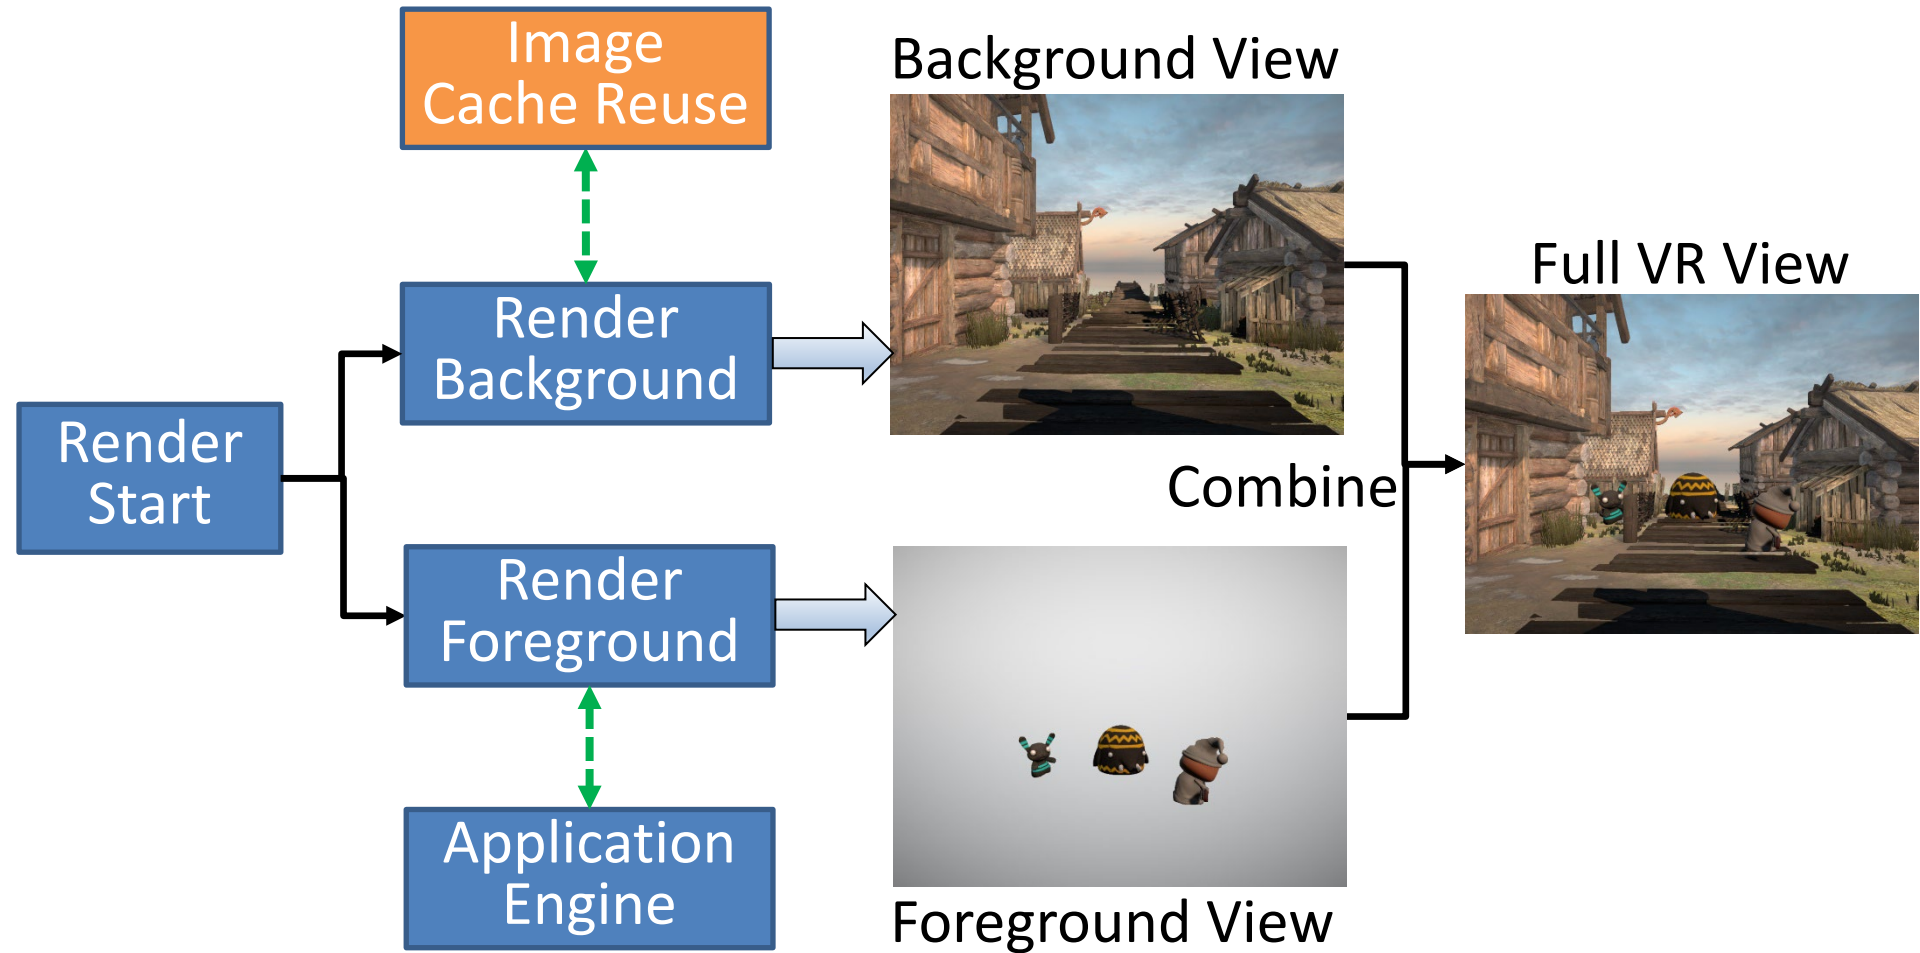 Image
Cache Reuse
Background View
Render
Background
Full VR View
Render
Start
Combine
Render
Foreground
Application
Engine
Foreground View